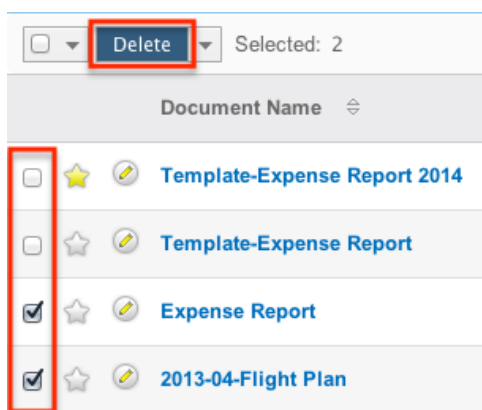 Delete Selected: 2
Document Name
Template-Expense Report 2014
Template-Expense Report
Expense Report
2013-04-Flight Plan